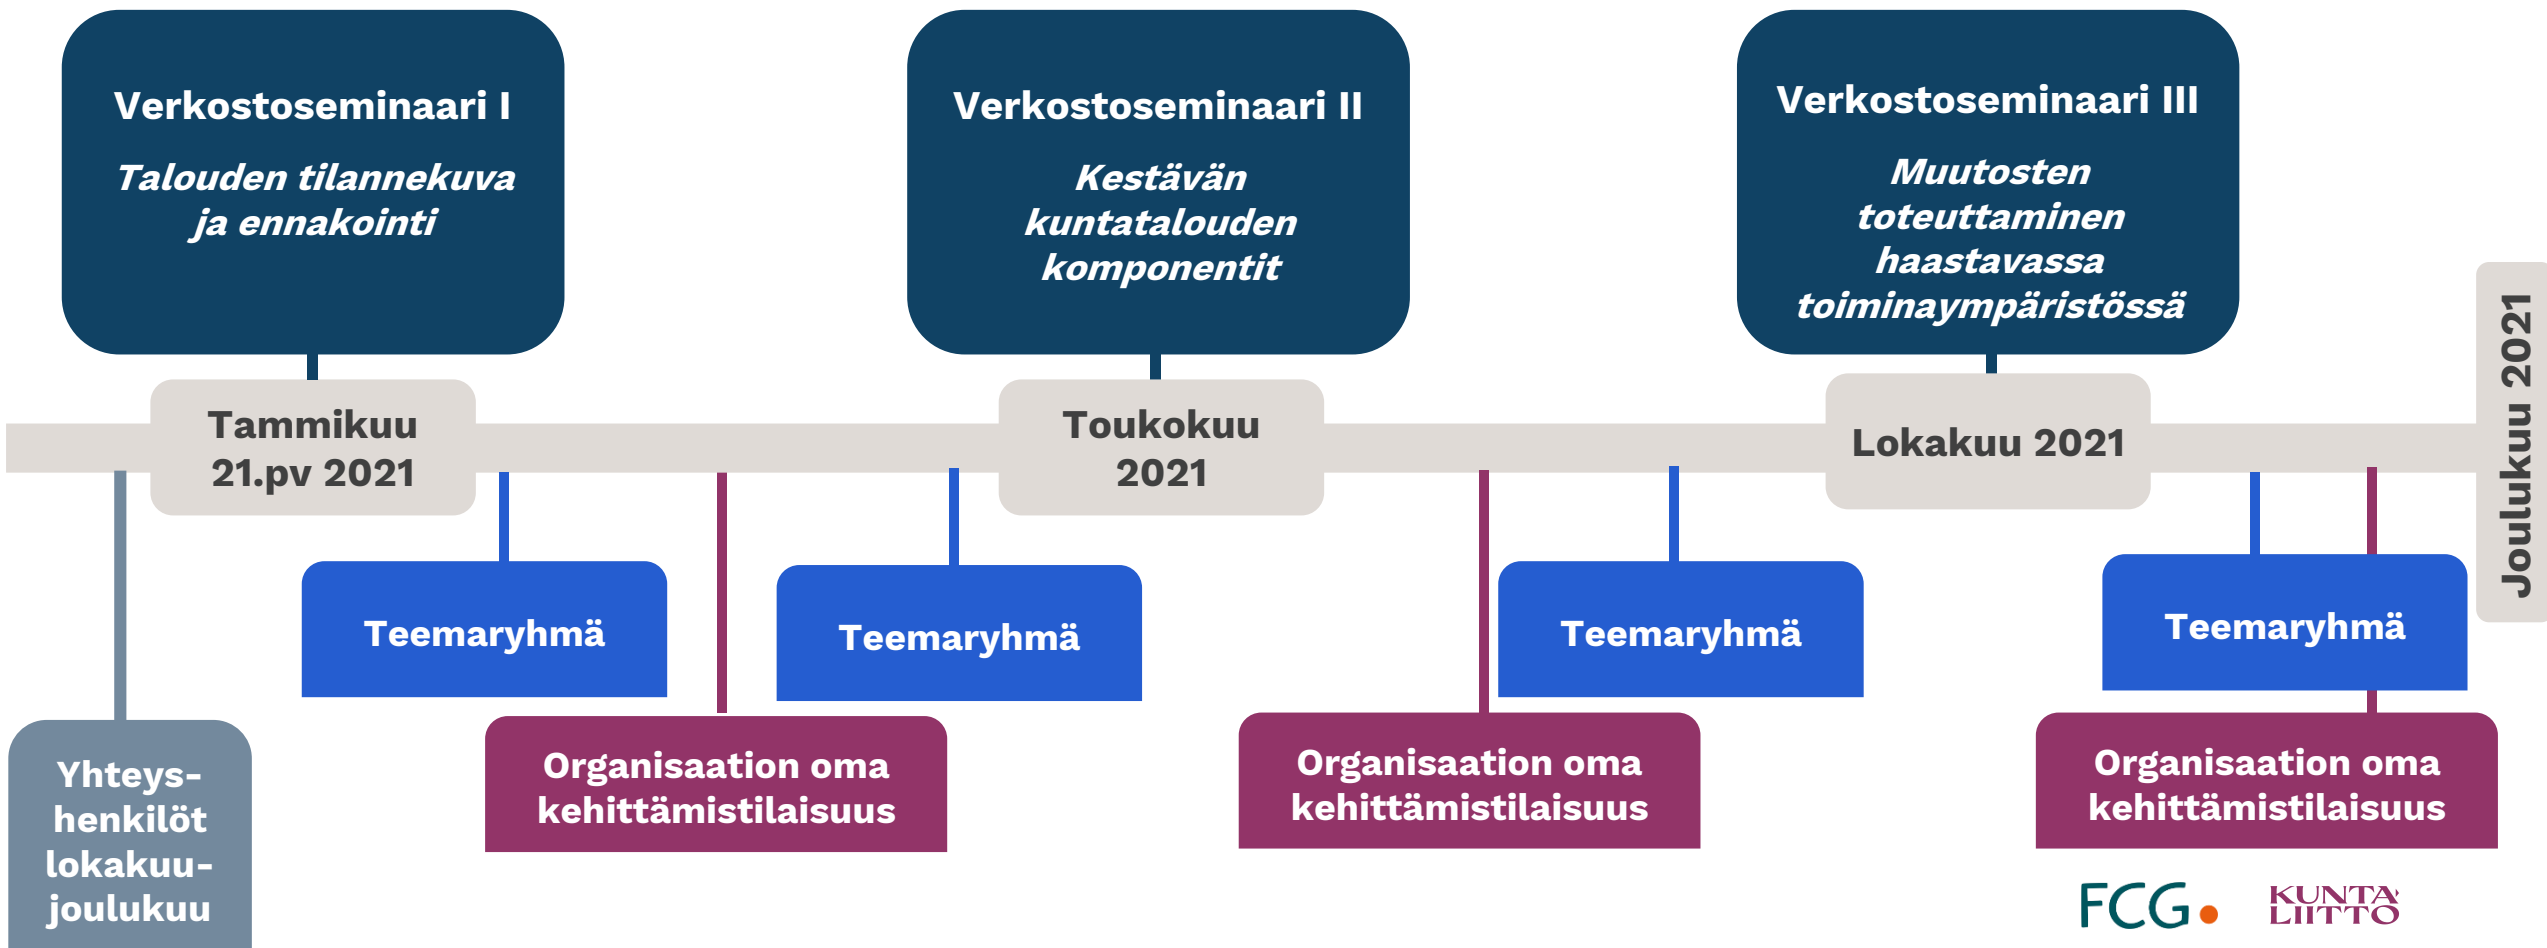 Verkostoseminaari I
Talouden tilannekuva
ja ennakointi
Verkostoseminaari II
Kestävän
kuntatalouden
komponentit
Verkostoseminaari III
Muutosten
toteuttaminen
haastavassa
toiminaympäristössä
Tammikuu
21.pv 2021
Toukokuu
2021
Lokakuu 2021
Joulukuu 2021
Teemaryhmä
Teemaryhmä
Teemaryhmä
Teemaryhmä
Yhteys-
henkilöt
lokakuu-
joulukuu
Organisaation oma
kehittämistilaisuus
Organisaation oma
kehittämistilaisuus
Organisaation oma
kehittämistilaisuus
FCG
KUNTA
LIITTO